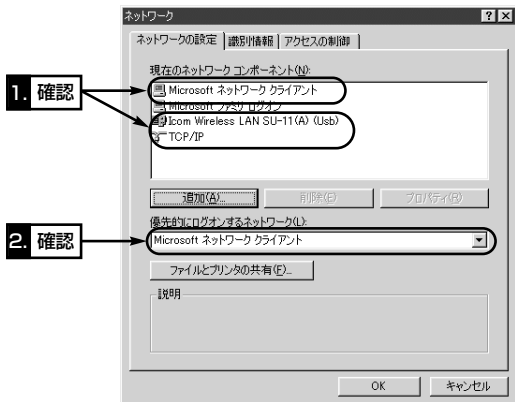 ネットワーク
ネットワークの設定 識別情報 アクセスの制御
現在のネットワーク コンポーネント(N):
1. 確認
Microsoft ネットワーク クライアント
Microsoft ファミリ ログオン
Icom Wireless LAN SU-11(A) (Usb)
TCP/IP
追加(A)... 削除(E) プロパティ(R)
優先的にログオンするネットワーク(L):
2. 確認
Microsoft ネットワーク クライアント
ファイルとプリンタの共有(F)...
説明
OK キャンセル